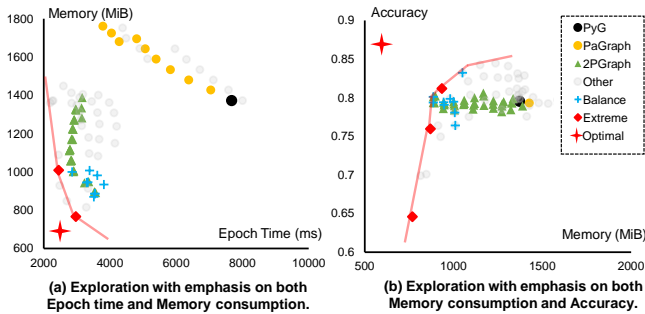 Memory (MiB)
1800
1600
1400
1200
1000
800
600
2000
4000
6000
8000
10000
Epoch Time (ms)
(a) Exploration with emphasis on both
Epoch time and Memory consumption.
Accuracy
0.9
0.85
0.8
0.75
0.7
0.65
0.6
500
1000
1500
2000
Memory (MiB)
PyG
PaGraph
2PGraph
Other
Balance
Extreme
Optimal
(b) Exploration with emphasis on both
Memory consumption and Accuracy.